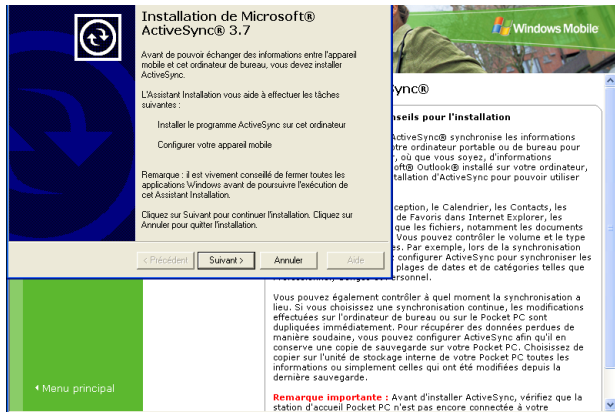 Installation de Microsoft®
ActiveSync® 3.7
Avant de pouvoir échanger des informations entre l'appareil
mobile et cet ordinateur de bureau, vous devez installer
ActiveSync.
L'Assistant Installation vous aide à effectuer les tâches
suivantes :
Installer le programme ActiveSync sur cet ordinateur
Configurer votre appareil mobile
Remarque : il est vivement conseillé de fermer toutes les
applications Windows avant de poursuivre l'exécution de
cet Assistant Installation.
Cliquez sur Suivant pour continuer l'installation. Cliquez sur
Annuler pour quitter l'installation.
< Précédent
Suivant >
Annuler
Aide
Windows Mobile
ync®
nseils pour l'installation
ActiveSync® synchronise les informations
tre ordinateur portable ou de bureau pour
, où que vous soyez, d'informations
oft® Outlook® installé sur votre ordinateur,
tallation d'ActiveSync pour pouvoir utiliser
ception, le Calendrier, les Contacts, les
de Favoris dans Internet Explorer, les
que les fichiers, notamment les documents
Vous pouvez contrôler le volume et le type
es. Par exemple, lors de la synchronisation
configurer ActiveSync pour synchroniser les
plages de dates et de catégories telles que
Vous pouvez également contrôler à quel moment la synchronisation a
lieu. Si vous choisissez une synchronisation continue, les modifications
effectuées sur l'ordinateur de bureau ou sur le Pocket PC sont
dupliquées immédiatement. Pour récupérer des données perdues de
manière soudaine, vous pouvez configurer ActiveSync afin qu'il en
conserve une copie de sauvegarde sur votre Pocket PC. Choisissez de
copier sur l'unité de stockage interne de votre Pocket PC toutes les
informations ou simplement celles qui ont été modifiées depuis la
dernière sauvegarde.
Menu principal
Remarque importante : Avant d'installer ActiveSync, vérifiez que la
station d'accueil Pocket PC n'est pas encore connectée à votre